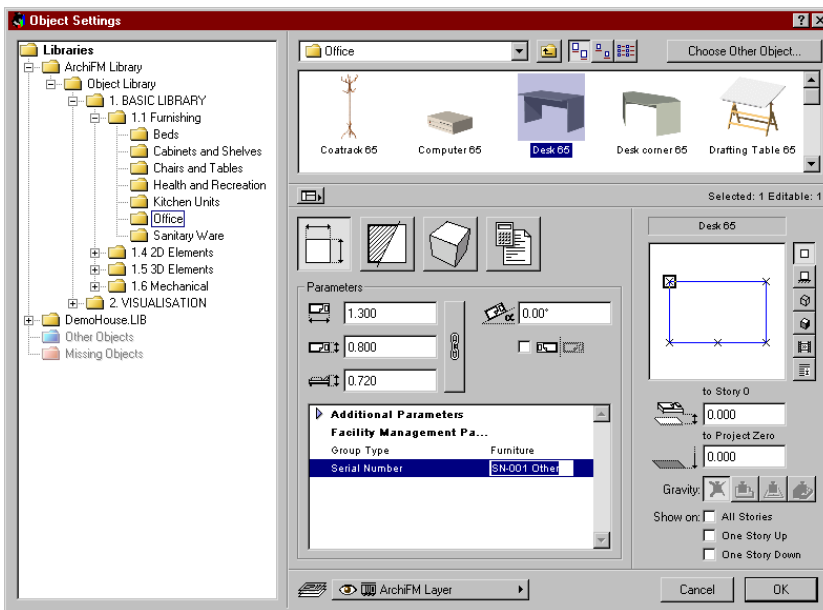 Object Settings
Libraries
ArchiFM Library
Object Library
1. BASIC LIBRARY
1.1 Furnishing
Beds
Cabinets and Shelves
Chairs and Tables
Health and Recreation
Kitchen Units
Office
Sanitary Ware
1.4 2D Elements
1.5 3D Elements
1.6 Mechanical
2. VISUALISATION
DemoHouse.LIB
Other Objects
Missing Objects
Office
Choose Other Object...
Coatrack 65 Computer 65 Desk 65 Desk corner 65 Drafting Table 65
Selected: 1 Editable: 1
Desk 65
Parameters
1.300 α 0.00°
0.800
0.720
Additional Parameters
Facility Management Pa...
Group Type Furniture
Serial Number SN-001 Other
to Story 0
0.000
to Project Zero
0.000
Gravity:
Show on: All Stories
One Story Up
One Story Down
ArchiFM Layer
Cancel OK